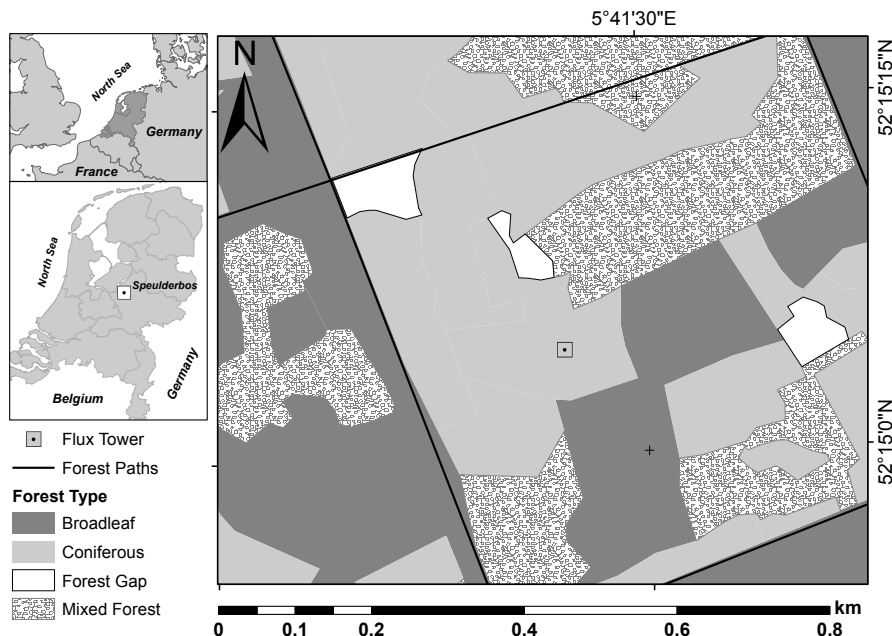 5°41'30"E
N
North Sea
Germany
France
52°15'15"N
North Sea
Speulderbos
Germany
Belgium
52°15'0"N
Flux Tower
Forest Paths
Forest Type
Broadleaf
Coniferous
Forest Gap
Mixed Forest
km
0 0.1 0.2 0.4 0.6 0.8